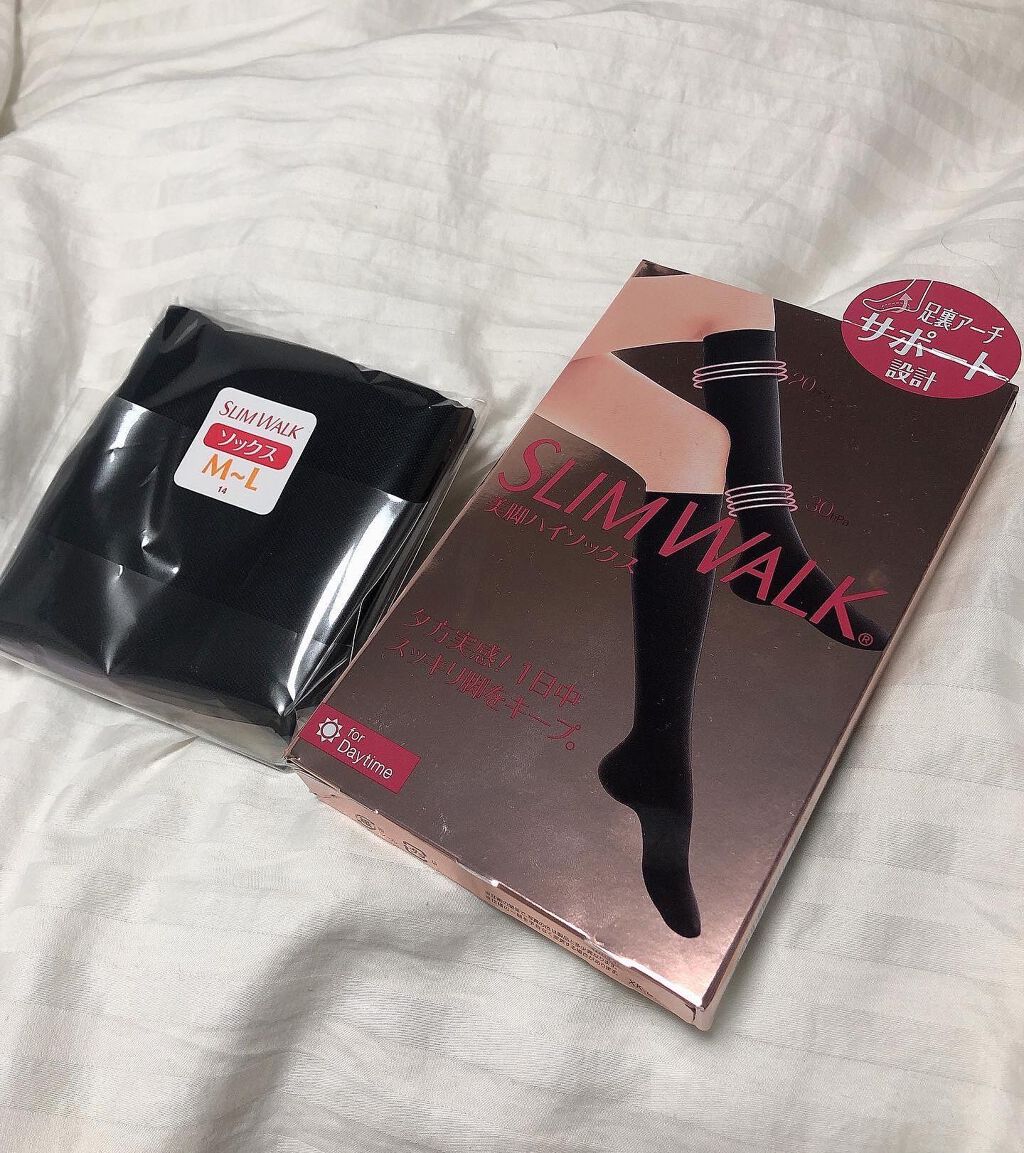 SLIM WALK
ソックス
M~L
14
足裏アーチ
サポート
設計
20
30hPa
SLIM WALK®
美脚ハイソックス
夕方実感！1日中
スッキリ脚をキープ。
for
Daytime